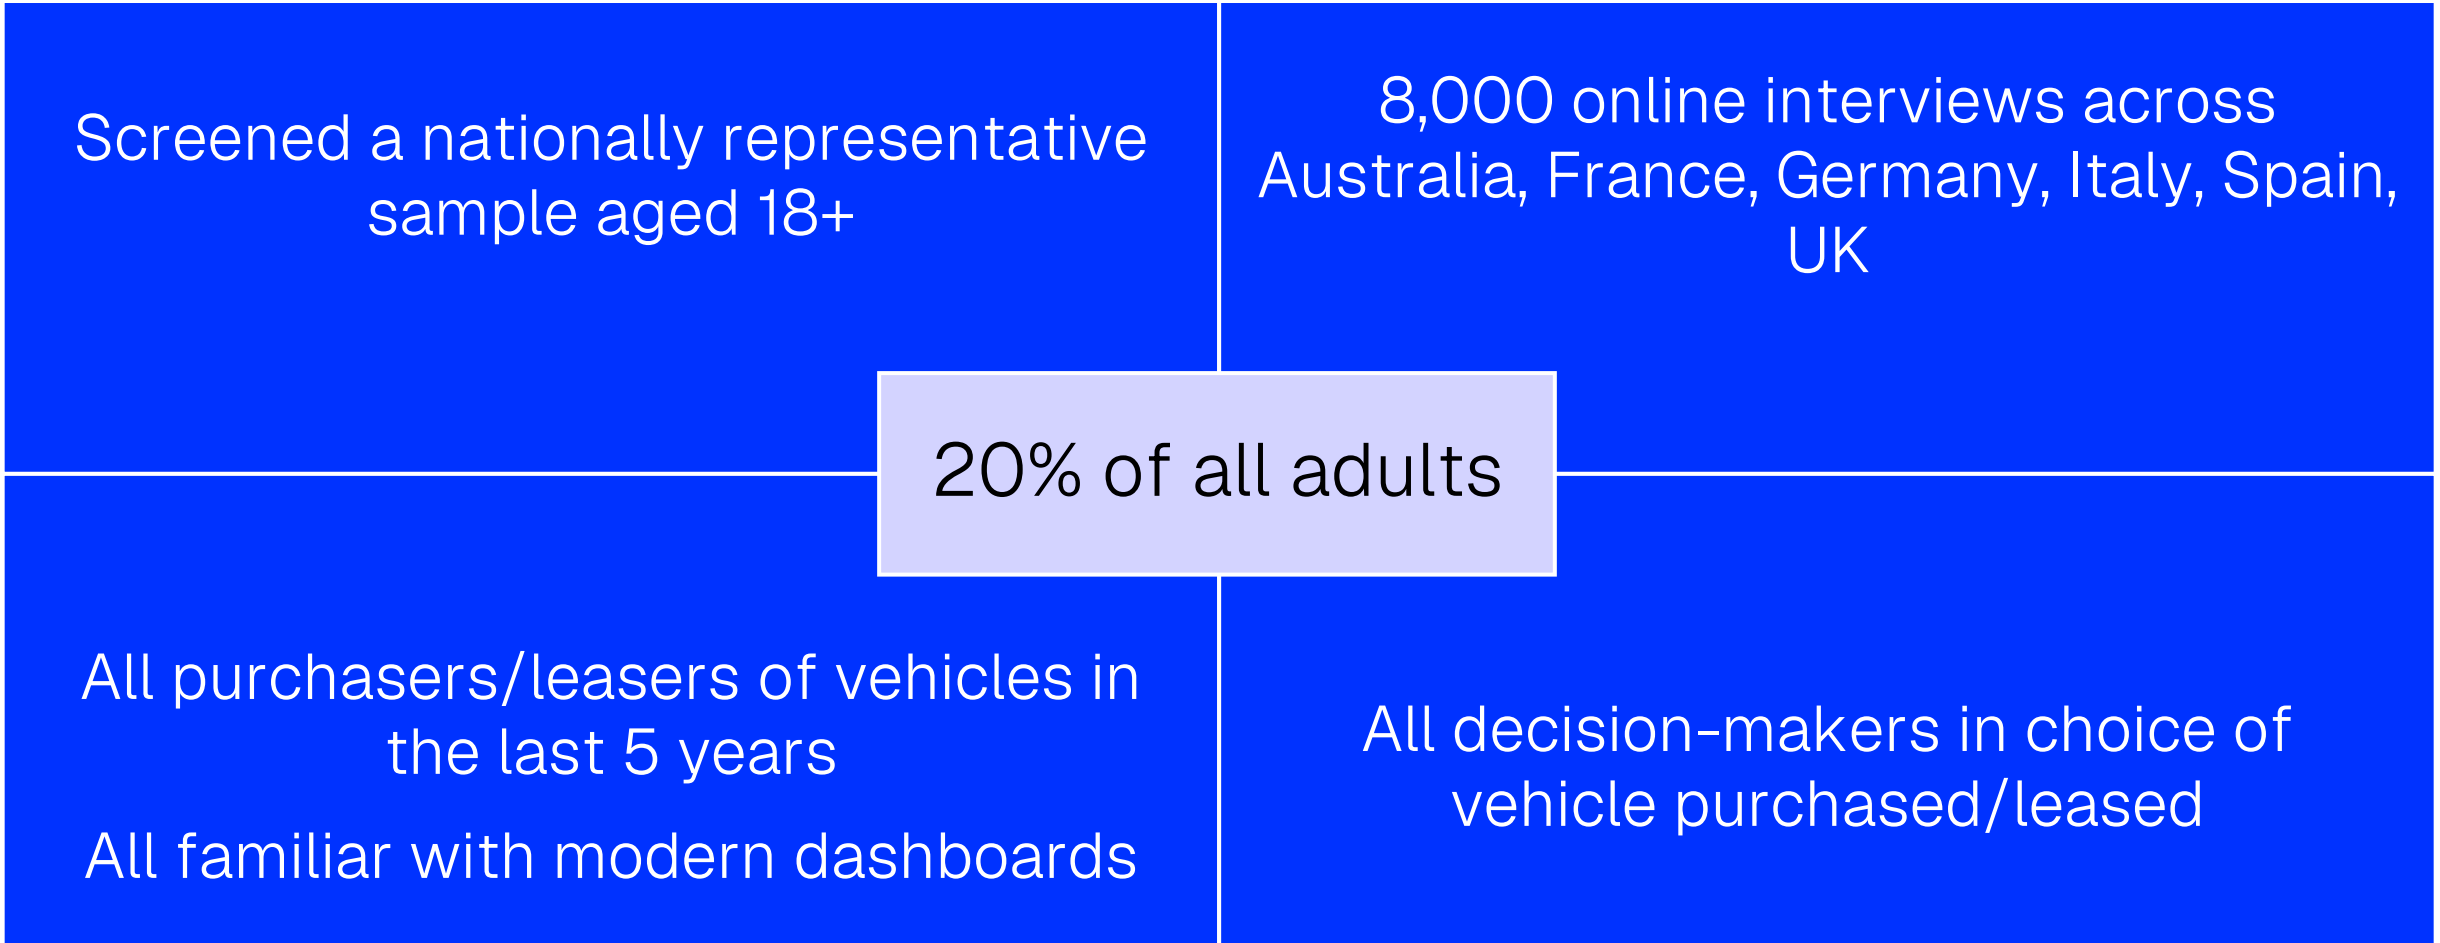 Screened a nationally representative
sample aged 18+
8,000 online interviews across
Australia, France, Germany, Italy, Spain,
UK
20% of all adults
All purchasers/leasers of vehicles in
the last 5 years
All familiar with modern dashboards
All decision-makers in choice of
vehicle purchased/leased